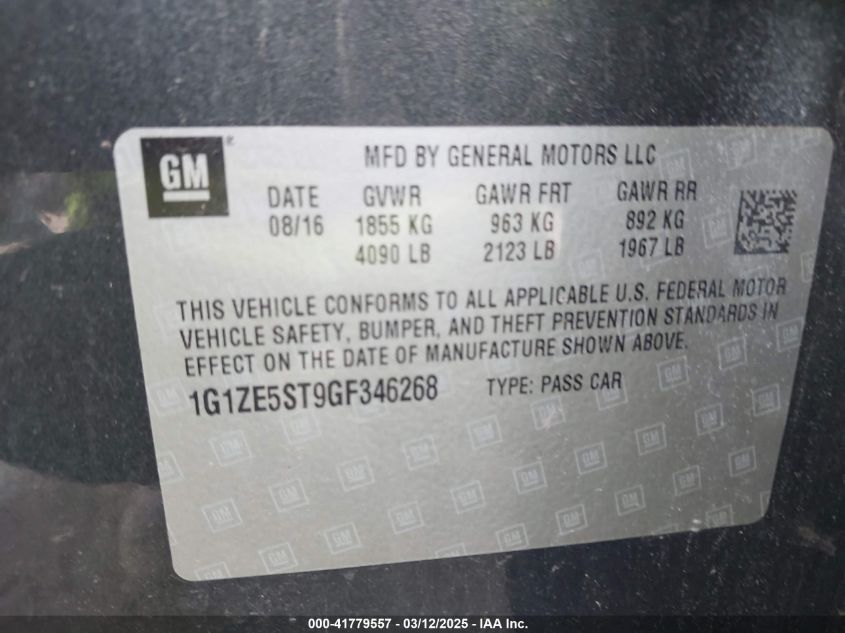 GM®
MFD BY GENERAL MOTORS LLC
DATE GVWR GAWR FRT GAWR RR
08/16 1855 KG 963 KG 892 KG
4090 LB 2123 LB 1967 LB
THIS VEHICLE CONFORMS TO ALL APPLICABLE U.S. FEDERAL MOTOR
VEHICLE SAFETY, BUMPER, AND THEFT PREVENTION STANDARDS IN
EFFECT ON THE DATE OF MANUFACTURE SHOWN ABOVE.
1G1ZE5ST9GF346268 TYPE: PASS CAR
000-41779557 - 03/12/2025 - IAA Inc.